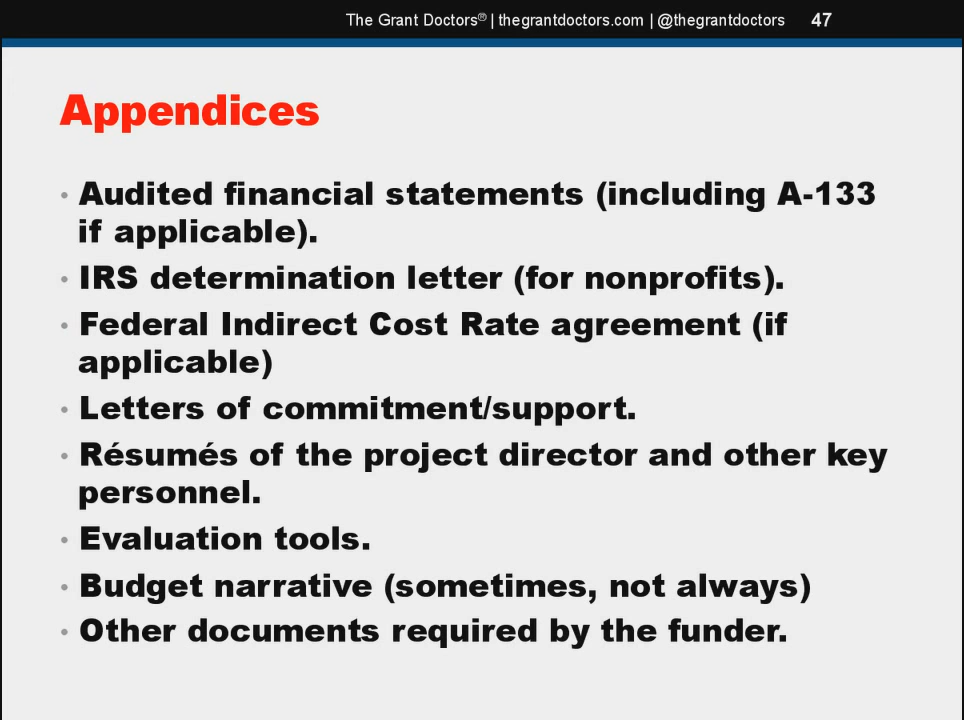 The Grant Doctors® | thegrantdoctors.com | @thegrantdoctors 47
Appendices
• Audited financial statements (including A-133
if applicable).
• IRS determination letter (for nonprofits).
• Federal Indirect Cost Rate agreement (if
applicable)
• Letters of commitment/support.
• Résumés of the project director and other key
personnel.
• Evaluation tools.
• Budget narrative (sometimes, not always)
• Other documents required by the funder.